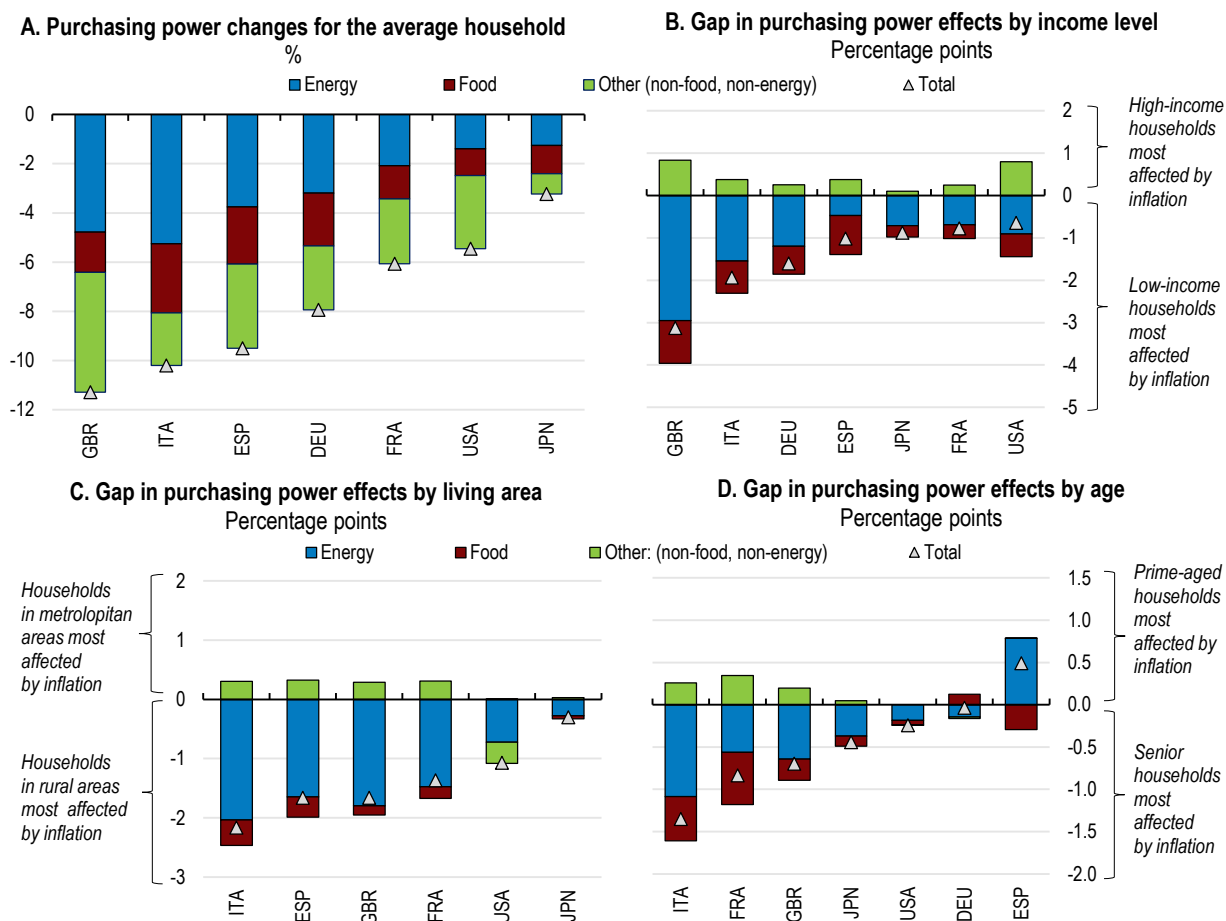 A. Purchasing power changes for the average household
%
Energy Food Other (non-food, non-energy) Total
0
-2
-4
-6
-8
-10
-12
GBR ITA ESP DEU FRA USA JPN
B. Gap in purchasing power effects by income level
Percentage points
2
1
0
-1
-2
-3
-4
-5
High-income
households
most
affected by
inflation
Low-income
households
most
affected
by inflation
GBR ITA DEU ESP JPN FRA USA
C. Gap in purchasing power effects by living area
Percentage points
D. Gap in purchasing power effects by age
Percentage points
Energy Food Other: (non-food, non-energy) Total
Households
in metrolopitan
areas most
affected
by inflation
Households
in rural areas
most affected
by inflation
2
1
0
-1
-2
-3
ITA ESP GBR FRA USA JPN
1.5
1.0
0.5
0.0
-0.5
-1.0
-1.5
-2.0
Prime-aged
households
most
affected by
inflation
Senior
households
most
affected
by inflation
ITA FRA GBR JPN USA DEU ESP